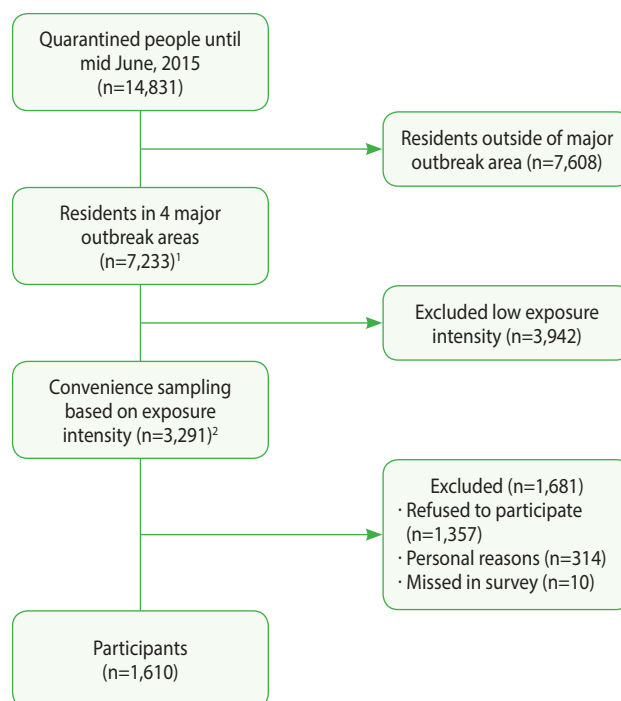 Quarantined people until
mid June, 2015
(n=14,831)
Residents outside of major
outbreak area (n=7,608)
Residents in 4 major
outbreak areas
(n=7,233)1
Excluded low exposure
intensity (n=3,942)
Convenience sampling
based on exposure
intensity (n=3,291)2
Excluded (n=1,681)
· Refused to participate
(n=1,357)
· Personal reasons (n=314)
· Missed in survey (n=10)
Participants
(n=1,610)